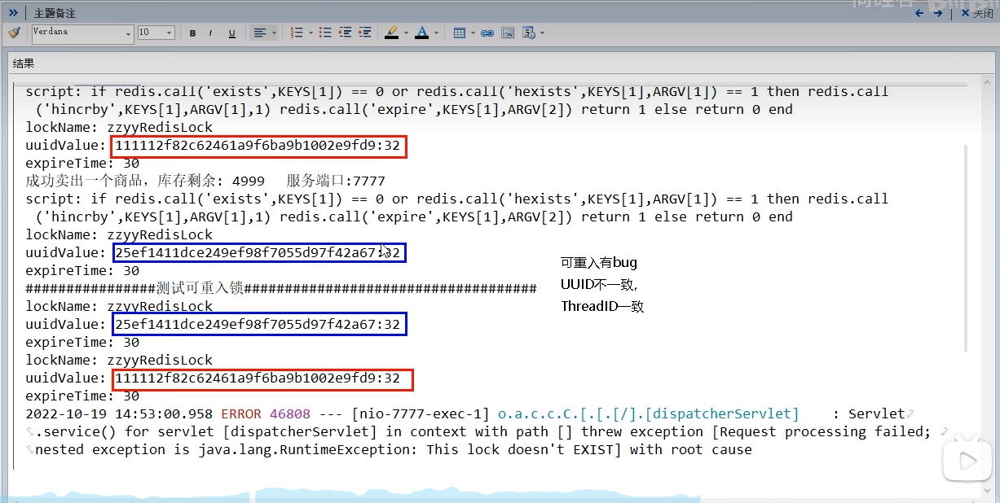 主题备注
关闭
Verdana
10
B I U
结果
script: if redis.call('exists',KEYS[1]) == 0 or redis.call('hexists',KEYS[1],ARGV[1]) == 1 then redis.call
('hincrby',KEYS[1],ARGV[1],1) redis.call('expire',KEYS[1],ARGV[2]) return 1 else return 0 end
lockName: zzyyRedisLock
uuidValue: 111112f82c62461a9f6ba9b1002e9fd9:32
expireTime: 30
成功卖出一个商品，库存剩余: 4999 服务端口:7777
script: if redis.call('exists',KEYS[1]) == 0 or redis.call('hexists',KEYS[1],ARGV[1]) == 1 then redis.call
('hincrby',KEYS[1],ARGV[1],1) redis.call('expire',KEYS[1],ARGV[2]) return 1 else return 0 end
lockName: zzyyRedisLock
uuidValue: 25ef1411dce249ef98f7055d97f42a67:32
expireTime: 30
################测试可重入锁####################################
lockName: zzyyRedisLock
uuidValue: 25ef1411dce249ef98f7055d97f42a67:32
expireTime: 30
lockName: zzyyRedisLock
uuidValue: 111112f82c62461a9f6ba9b1002e9fd9:32
expireTime: 30
可重入有bug
UUID不一致,
ThreadID一致
2022-10-19 14:53:00.958 ERROR 46808 --- [nio-7777-exec-1] o.a.c.c.C.[.[.[/].[dispatcherServlet] : Servlet
.service() for servlet [dispatcherServlet] in context with path [] threw exception [Request processing failed;
nested exception is java.lang.RuntimeException: This lock doesn't EXIST] with root cause